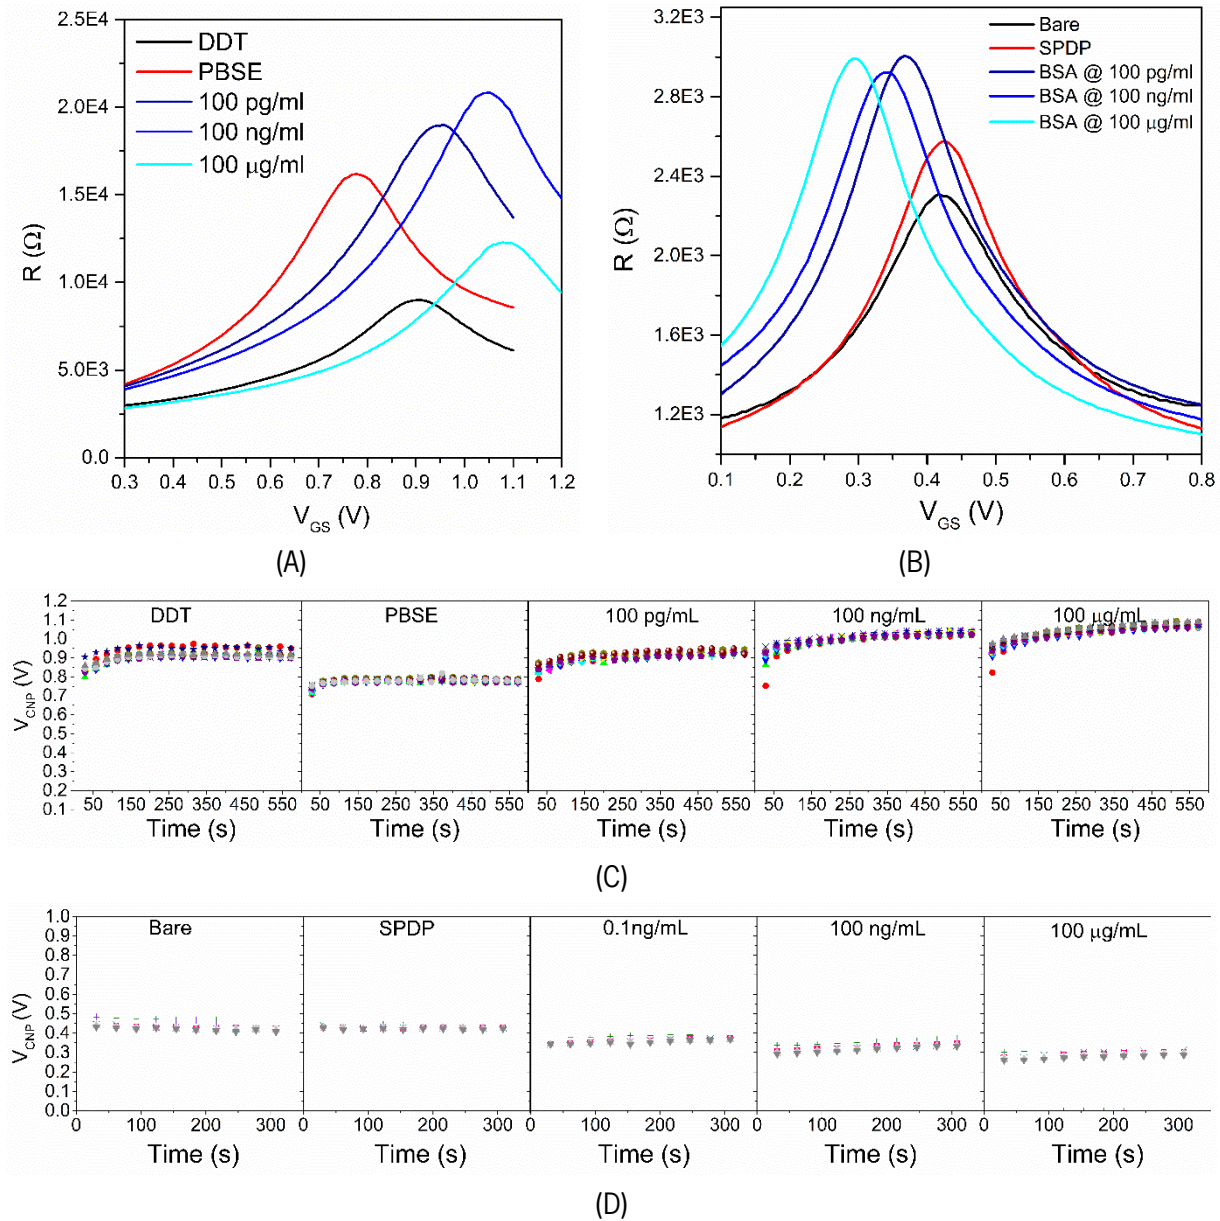 2.5E4
2.0E4
1.5E4
1.0E4
5.0E3
0.0
R (Ω)
DDT
PBSE
100 pg/ml
100 ng/ml
100 μg/ml
0.3 0.4 0.5 0.6 0.7 0.8 0.9 1.0 1.1 1.2
V_GS (V)
(A)
3.2E3
2.8E3
2.4E3
2.0E3
1.6E3
1.2E3
R (Ω)
Bare
SPDP
BSA @ 100 pg/ml
BSA @ 100 ng/ml
BSA @ 100 μg/ml
0.1 0.2 0.3 0.4 0.5 0.6 0.7 0.8
V_GS (V)
(B)
1.2
1.1
1.0
0.9
0.8
0.7
0.6
0.5
0.4
0.3
0.2
0.1
V_CNP (V)
DDT PBSE 100 pg/mL 100 ng/mL 100 μg/mL
50 150 250 350 450 550 50 150 250 350 450 550 50 150 250 350 450 550 50 150 250 350 450 550 50 150 250 350 450 550
Time (s) Time (s) Time (s) Time (s) Time (s)
(C)
1.0
0.9
0.8
0.7
0.6
0.5
0.4
0.3
0.2
0.1
0.0
V_CNP (V)
Bare SPDP 0.1ng/mL 100 ng/mL 100 μg/mL
0 100 200 300 0 100 200 300 0 100 200 300 0 100 200 300 0 100 200 300
Time (s) Time (s) Time (s) Time (s) Time (s)
(D)